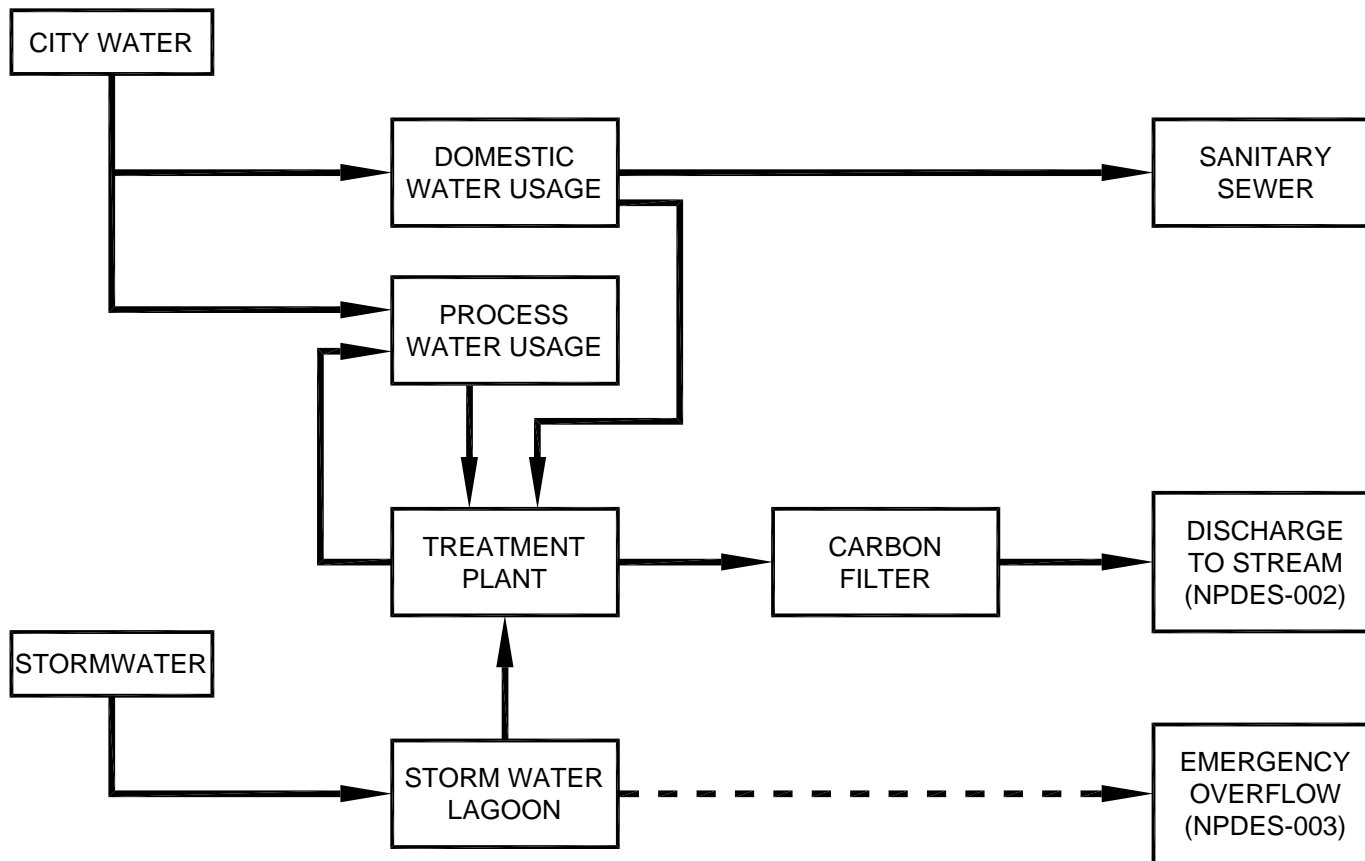 CITY WATER
DOMESTIC
WATER USAGE
SANITARY
SEWER
PROCESS
WATER USAGE
TREATMENT
PLANT
CARBON
FILTER
DISCHARGE
TO STREAM
(NPDES-002)
STORMWATER
STORM WATER
LAGOON
EMERGENCY
OVERFLOW
(NPDES-003)